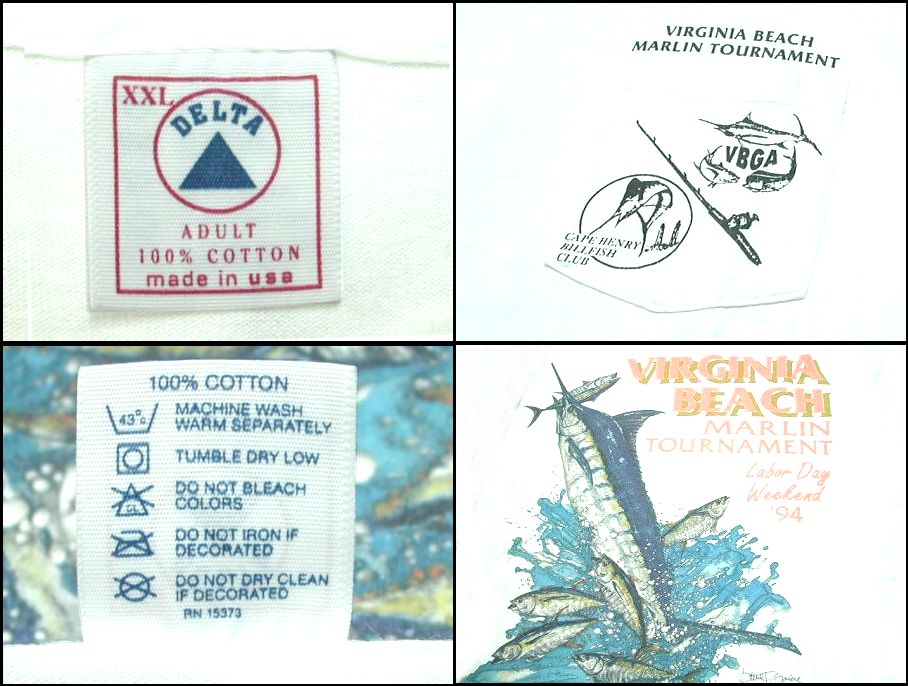 XXL
DELTA
ADULT
100% COTTON
made in usa
VIRGINIA BEACH
MARLIN TOURNAMENT
VBGA
CAPE HENRY
BILLFISH
CLUB
100% COTTON
43°c
MACHINE WASH
WARM SEPARATELY
TUMBLE DRY LOW
CL
DO NOT BLEACH
COLORS
DO NOT IRON IF
DECORATED
DO NOT DRY CLEAN
IF DECORATED
RN 15373
VIRGINIA
BEACH
MARLIN
TOURNAMENT
Labor Day
Weekend
'94